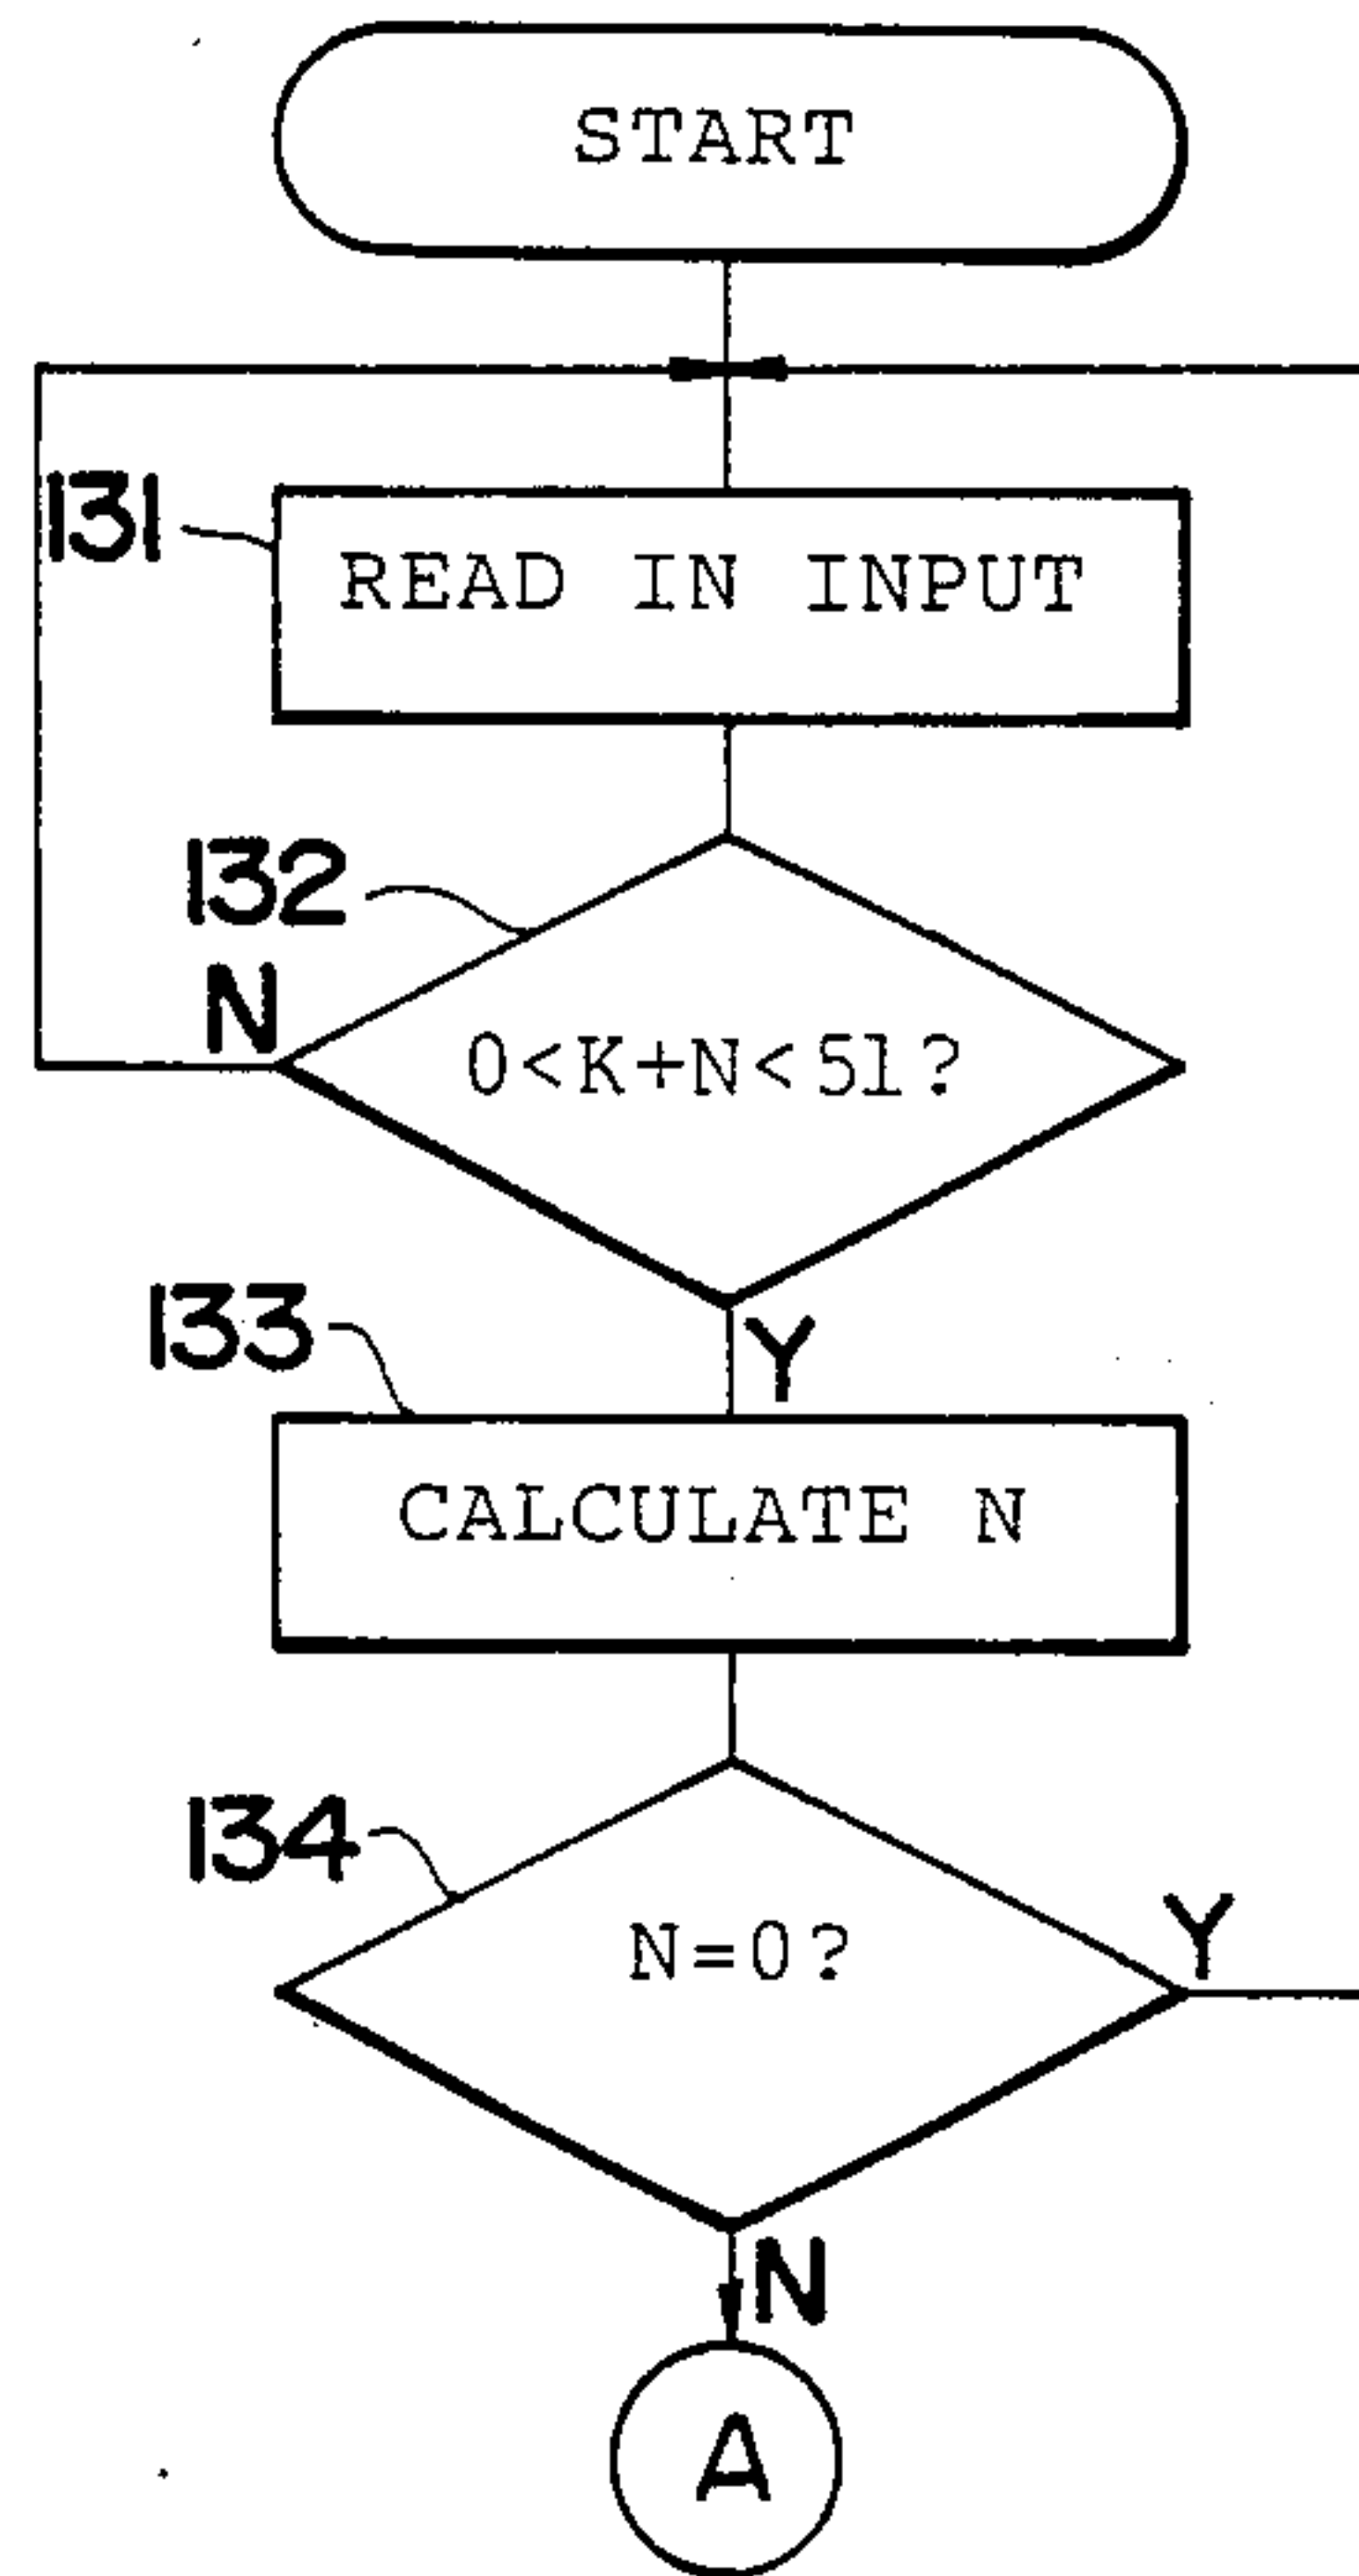 START
131
READ IN INPUT
132
N
0<K+N<51?
133
Y
CALCULATE N
134
N=0?
Y
N
A